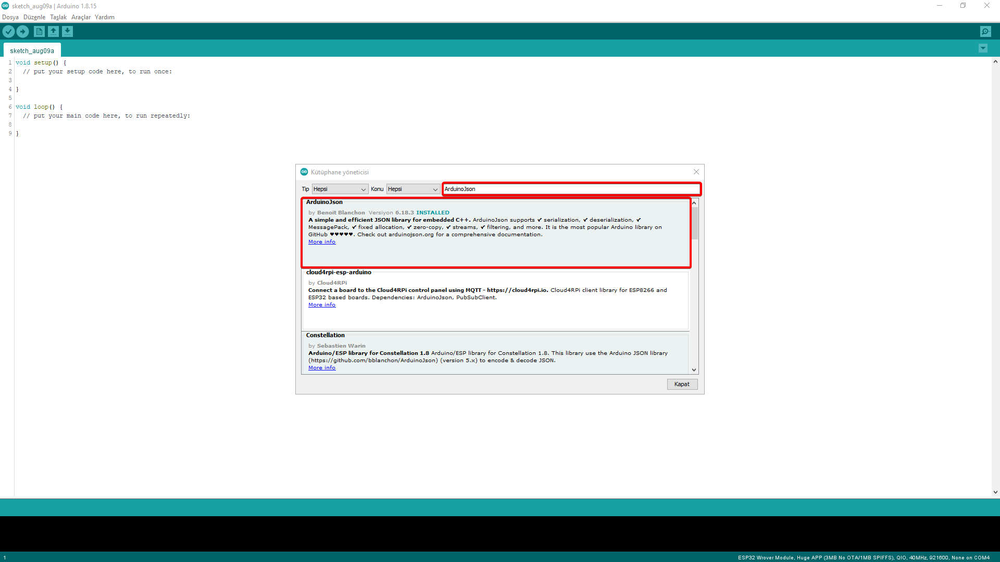 sketch_aug09a | Arduino 1.8.15
Dosya Düzenle Taşlak Araçlar Yardım
sketch_aug09a
1 void setup() {
2 // put your setup code here, to run once:
3
4 }
5
6 void loop() {
7 // put your main code here, to run repeatedly:
8
9 }
Kütüphane yöneticisi
Tip Hepsi Konu Hepsi ArduinoJson
ArduinoJson
by Benoit Blanchon Versiyon 6.18.3 INSTALLED
A simple and efficient JSON library for embedded C++. ArduinoJson supports ✔ serialization, ✔ deserialization, ✔
MessagePack, ✔ fixed allocation, ✔ zero-copy, ✔ streams, ✔ filtering, and more. It is the most popular Arduino library on
GitHub ♥♥♥♥♥. Check out arduinojson.org for a comprehensive documentation.
More info
cloud4rpi-esp-arduino
by Cloud4RPi
Connect a board to the Cloud4RPi control panel using MQTT - https://cloud4rpi.io. Cloud4RPi client library for ESP8266 and
ESP32 based boards. Dependencies: ArduinoJson, PubSubClient.
More info
Constellation
by Sebastien Warin
Arduino/ESP library for Constellation 1.8 Arduino/ESP library for Constellation 1.8. This library use the Arduino JSON library
(https://github.com/bblanchon/ArduinoJson) (version 5.x) to encode & decode JSON.
More info
Kapat
1
ESP32 Wrover Module, Huge APP (3MB No OTA/1MB SPIFFS), QIO, 40MHz, 921600, None on COM4